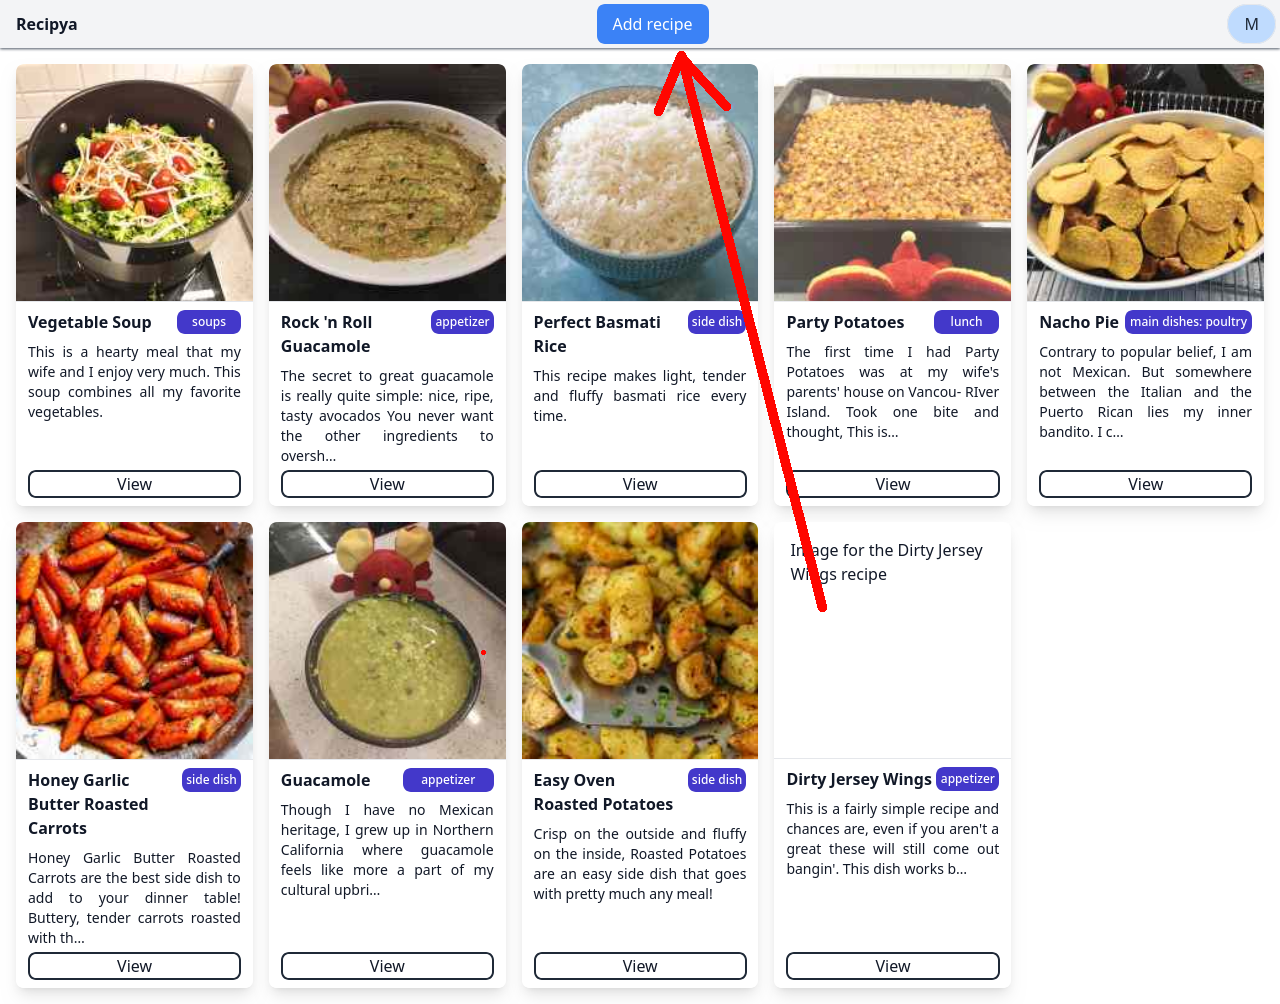 Recipya
Add recipe
M
Vegetable Soup
soups
This is a hearty meal that my
wife and I enjoy very much. This
soup combines all my favorite
vegetables.
View
Rock 'n Roll
Guacamole
appetizer
The secret to great guacamole
is really quite simple: nice, ripe,
tasty avocados You never want
the other ingredients to
oversh...
View
Perfect Basmati
Rice
side dish
This recipe makes light, tender
and fluffy basmati rice every
time.
View
Party Potatoes
lunch
The first time I had Party
Potatoes was at my wife's
parents' house on Vancou- RIver
Island. Took one bite and
thought, This is...
View
Nacho Pie
main dishes: poultry
Contrary to popular belief, I am
not Mexican. But somewhere
between the Italian and the
Puerto Rican lies my inner
bandito. I c...
View
Honey Garlic
Butter Roasted
Carrots
side dish
Honey Garlic Butter Roasted
Carrots are the best side dish to
add to your dinner table!
Buttery, tender carrots roasted
with th...
View
Guacamole
appetizer
Though I have no Mexican
heritage, I grew up in Northern
California where guacamole
feels like more a part of my
cultural upbri...
View
Easy Oven
Roasted Potatoes
side dish
Crisp on the outside and fluffy
on the inside, Roasted Potatoes
are an easy side dish that goes
with pretty much any meal!
View
Image for the Dirty Jersey
Wings recipe
Dirty Jersey Wings
appetizer
This is a fairly simple recipe and
chances are, even if you aren't a
great these will still come out
bangin'. This dish works b...
View